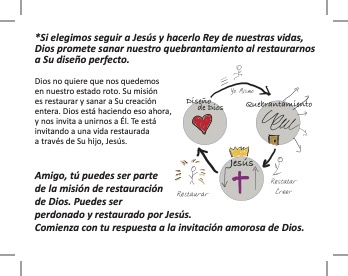 *Si elegimos seguir a Jesús y hacerlo Rey de nuestras vidas,
Dios promete sanar nuestro quebrantamiento al restaurarnos
a Su diseño perfecto.
Dios no quiere que nos quedemos
en nuestro estado roto. Su misión
es restaurar y sanar a Su creación
entera. Dios está haciendo eso ahora,
y nos invita a unirnos a Él. Te está
invitando a una vida restaurada
a través de Su hijo, Jesús.
Yo Reino
Diseño
de Dios
Quebrantamiento
Jesús
Restaurar
Rescatar
Creer
Amigo, tú puedes ser parte
de la misión de restauración
de Dios. Puedes ser
perdonado y restaurado por Jesús.
Comienza con tu respuesta a la invitación amorosa de Dios.